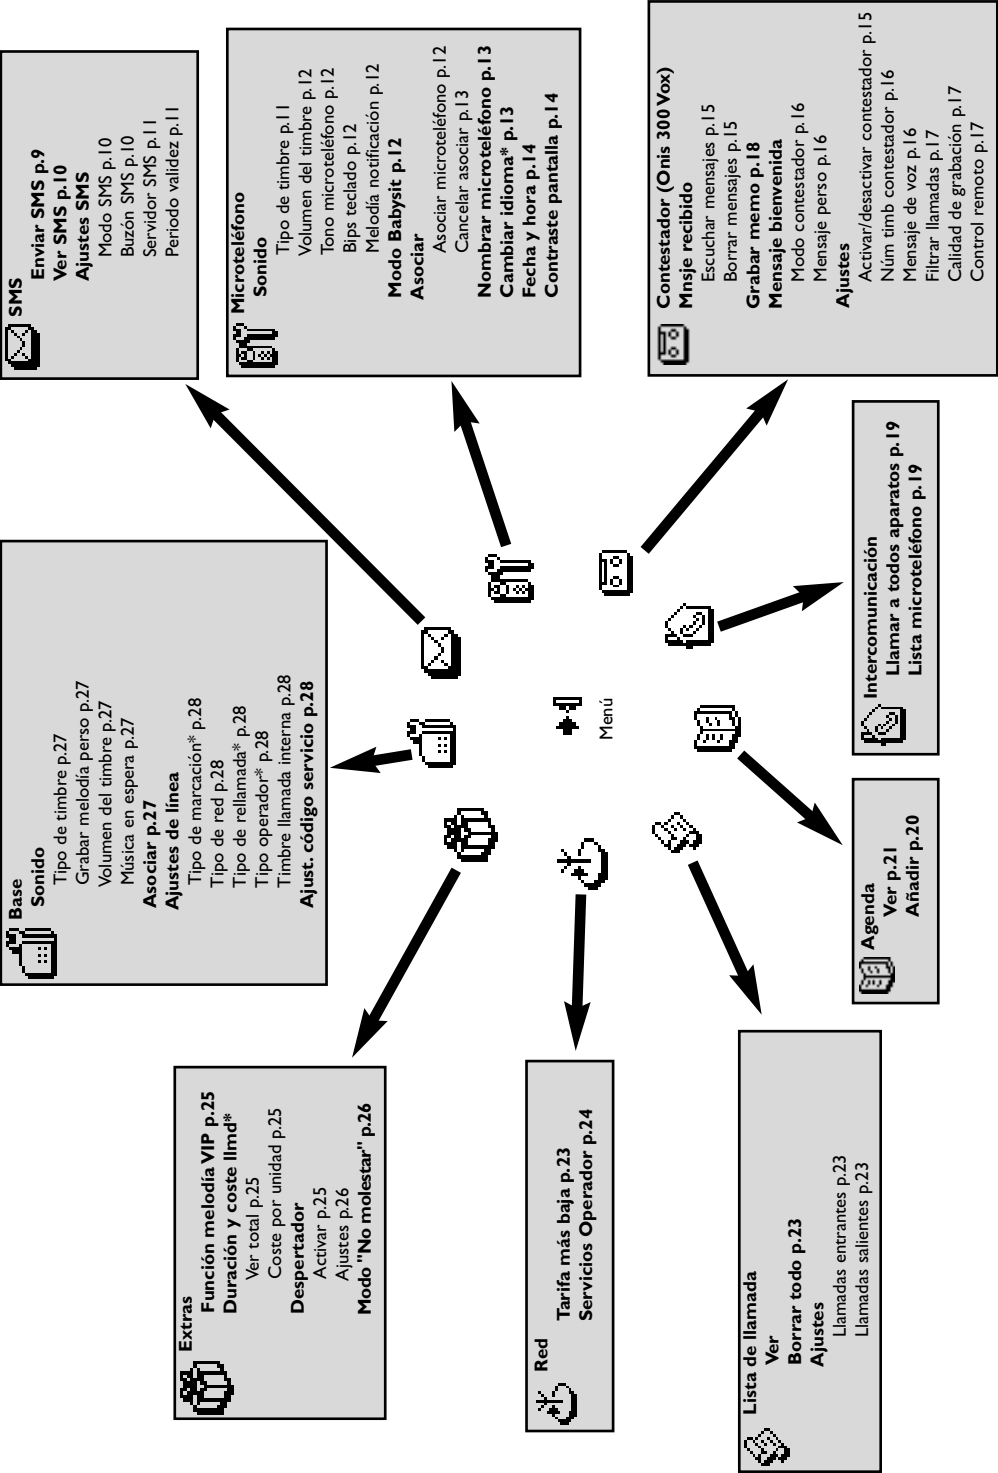 Extras
Función melodía VIP p.25
Duración y coste llmd*
Ver total p.25
Coste por unidad p.25
Despertador
Activar p.25
Ajustes p.26
Modo "No molestar" p.26
Base
Sonido
Tipo de timbre p.27
Grabar melodía perso p.27
Volumen del timbre p.27
Música en espera p.27
Asociar p.27
Ajustes de línea
Tipo de marcación* p.28
Tipo de red p.28
Tipo de rellamada* p.28
Tipo operador* p.28
Timbre llamada interna p.28
Ajust. código servicio p.28
SMS
Enviar SMS p.9
Ver SMS p.10
Ajustes SMS
Modo SMS p.10
Buzón SMS p.10
Servidor SMS p.11
Periodo validez p.11
Microteléfono
Sonido
Tipo de timbre p.11
Volumen del timbre p.12
Tono microteléfono p.12
Bips teclado p.12
Melodía notificación p.12
Modo Babysit p.12
Asociar
Asociar microteléfono p.12
Cancelar asociar p.13
Nombrar microteléfono p.13
Cambiar idioma* p.13
Fecha y hora p.14
Contraste pantalla p.14
Red
Tarifa más baja p.23
Servicios Operador p.24
Menú
Contestador (Onis 300 Vox)
Mnsje recibido
Escuchar mensajes p.15
Borrar mensajes p.15
Grabar memo p.18
Mensaje bienvenida
Modo contestador p.16
Mensaje perso p.16
Ajustes
Activar/desactivar contestador p.15
Núm timb contestador p.16
Mensaje de voz p.16
Filtrar llamadas p.17
Calidad de grabación p.17
Control remoto p.17
Lista de llamada
Ver
Borrar todo p.23
Ajustes
Llamadas entrantes p.23
Llamadas salientes p.23
Agenda
Ver p.21
Añadir p.20
Intercomunicación
Llamar a todos aparatos p.19
Lista microteléfono p.19